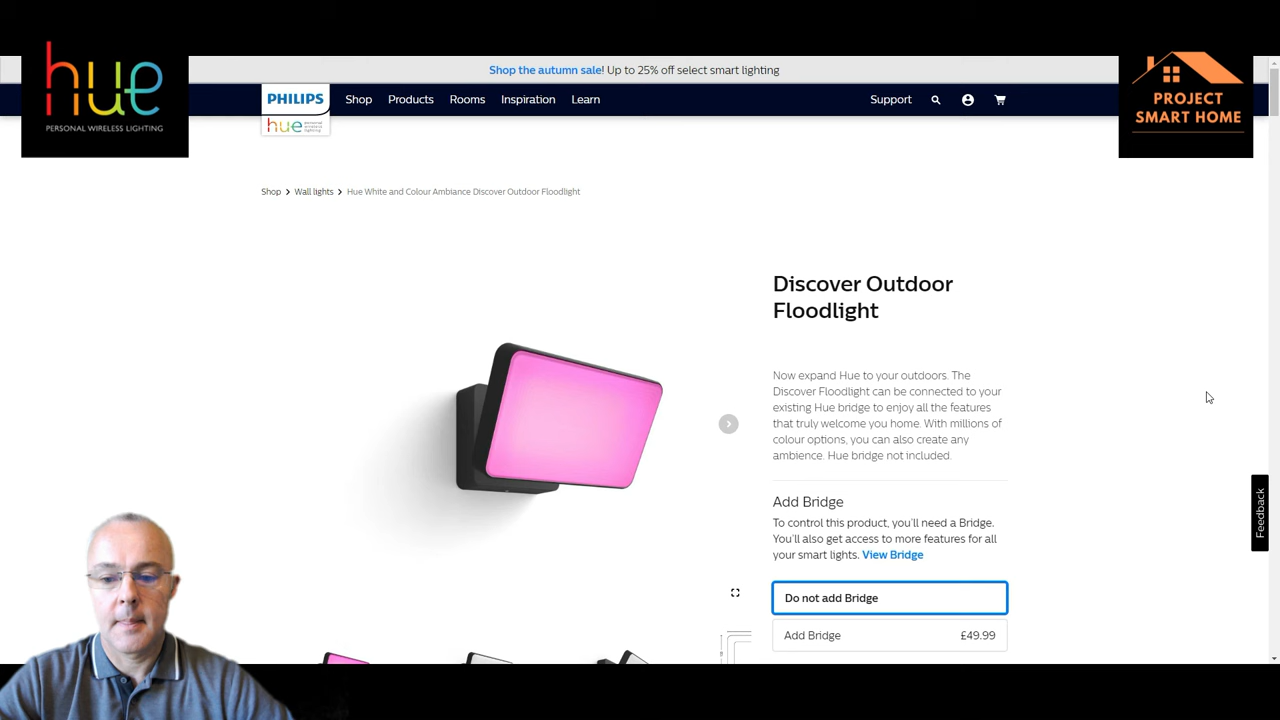 hue
PERSONAL WIRELESS LIGHTING
PROJECT
SMART HOME
Shop the autumn sale! Up to 25% off select smart lighting
PHILIPS
hue
Shop Products Rooms Inspiration Learn Support
Shop Wall lights Hue White and Colour Ambiance Discover Outdoor Floodlight
Discover Outdoor
Floodlight
Now expand Hue to your outdoors. The
Discover Floodlight can be connected to your
existing Hue bridge to enjoy all the features
that truly welcome you home. With millions of
colour options, you can also create any
ambience. Hue bridge not included.
Add Bridge
To control this product, you'll need a Bridge.
You'll also get access to more features for all
your smart lights. View Bridge
Do not add Bridge
Add Bridge £49.99
Feedback